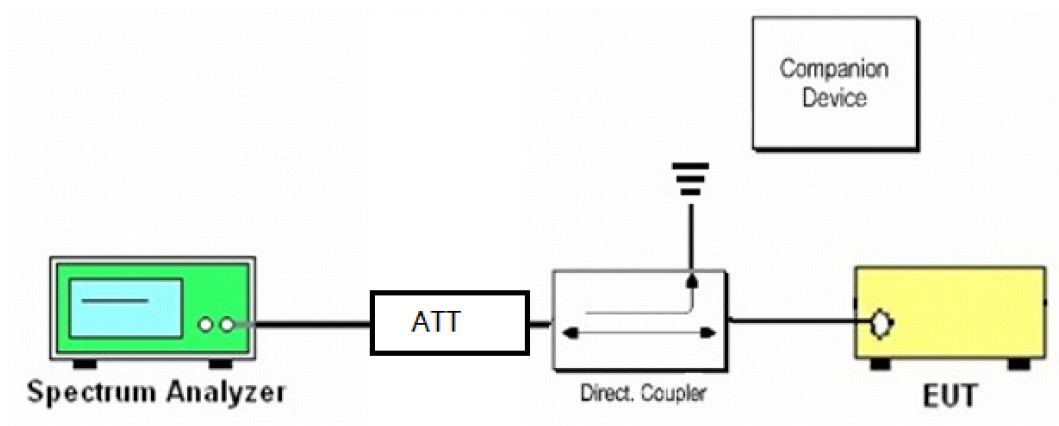 Companion
Device
ATT
Spectrum Analyzer
Direct. Coupler
EUT